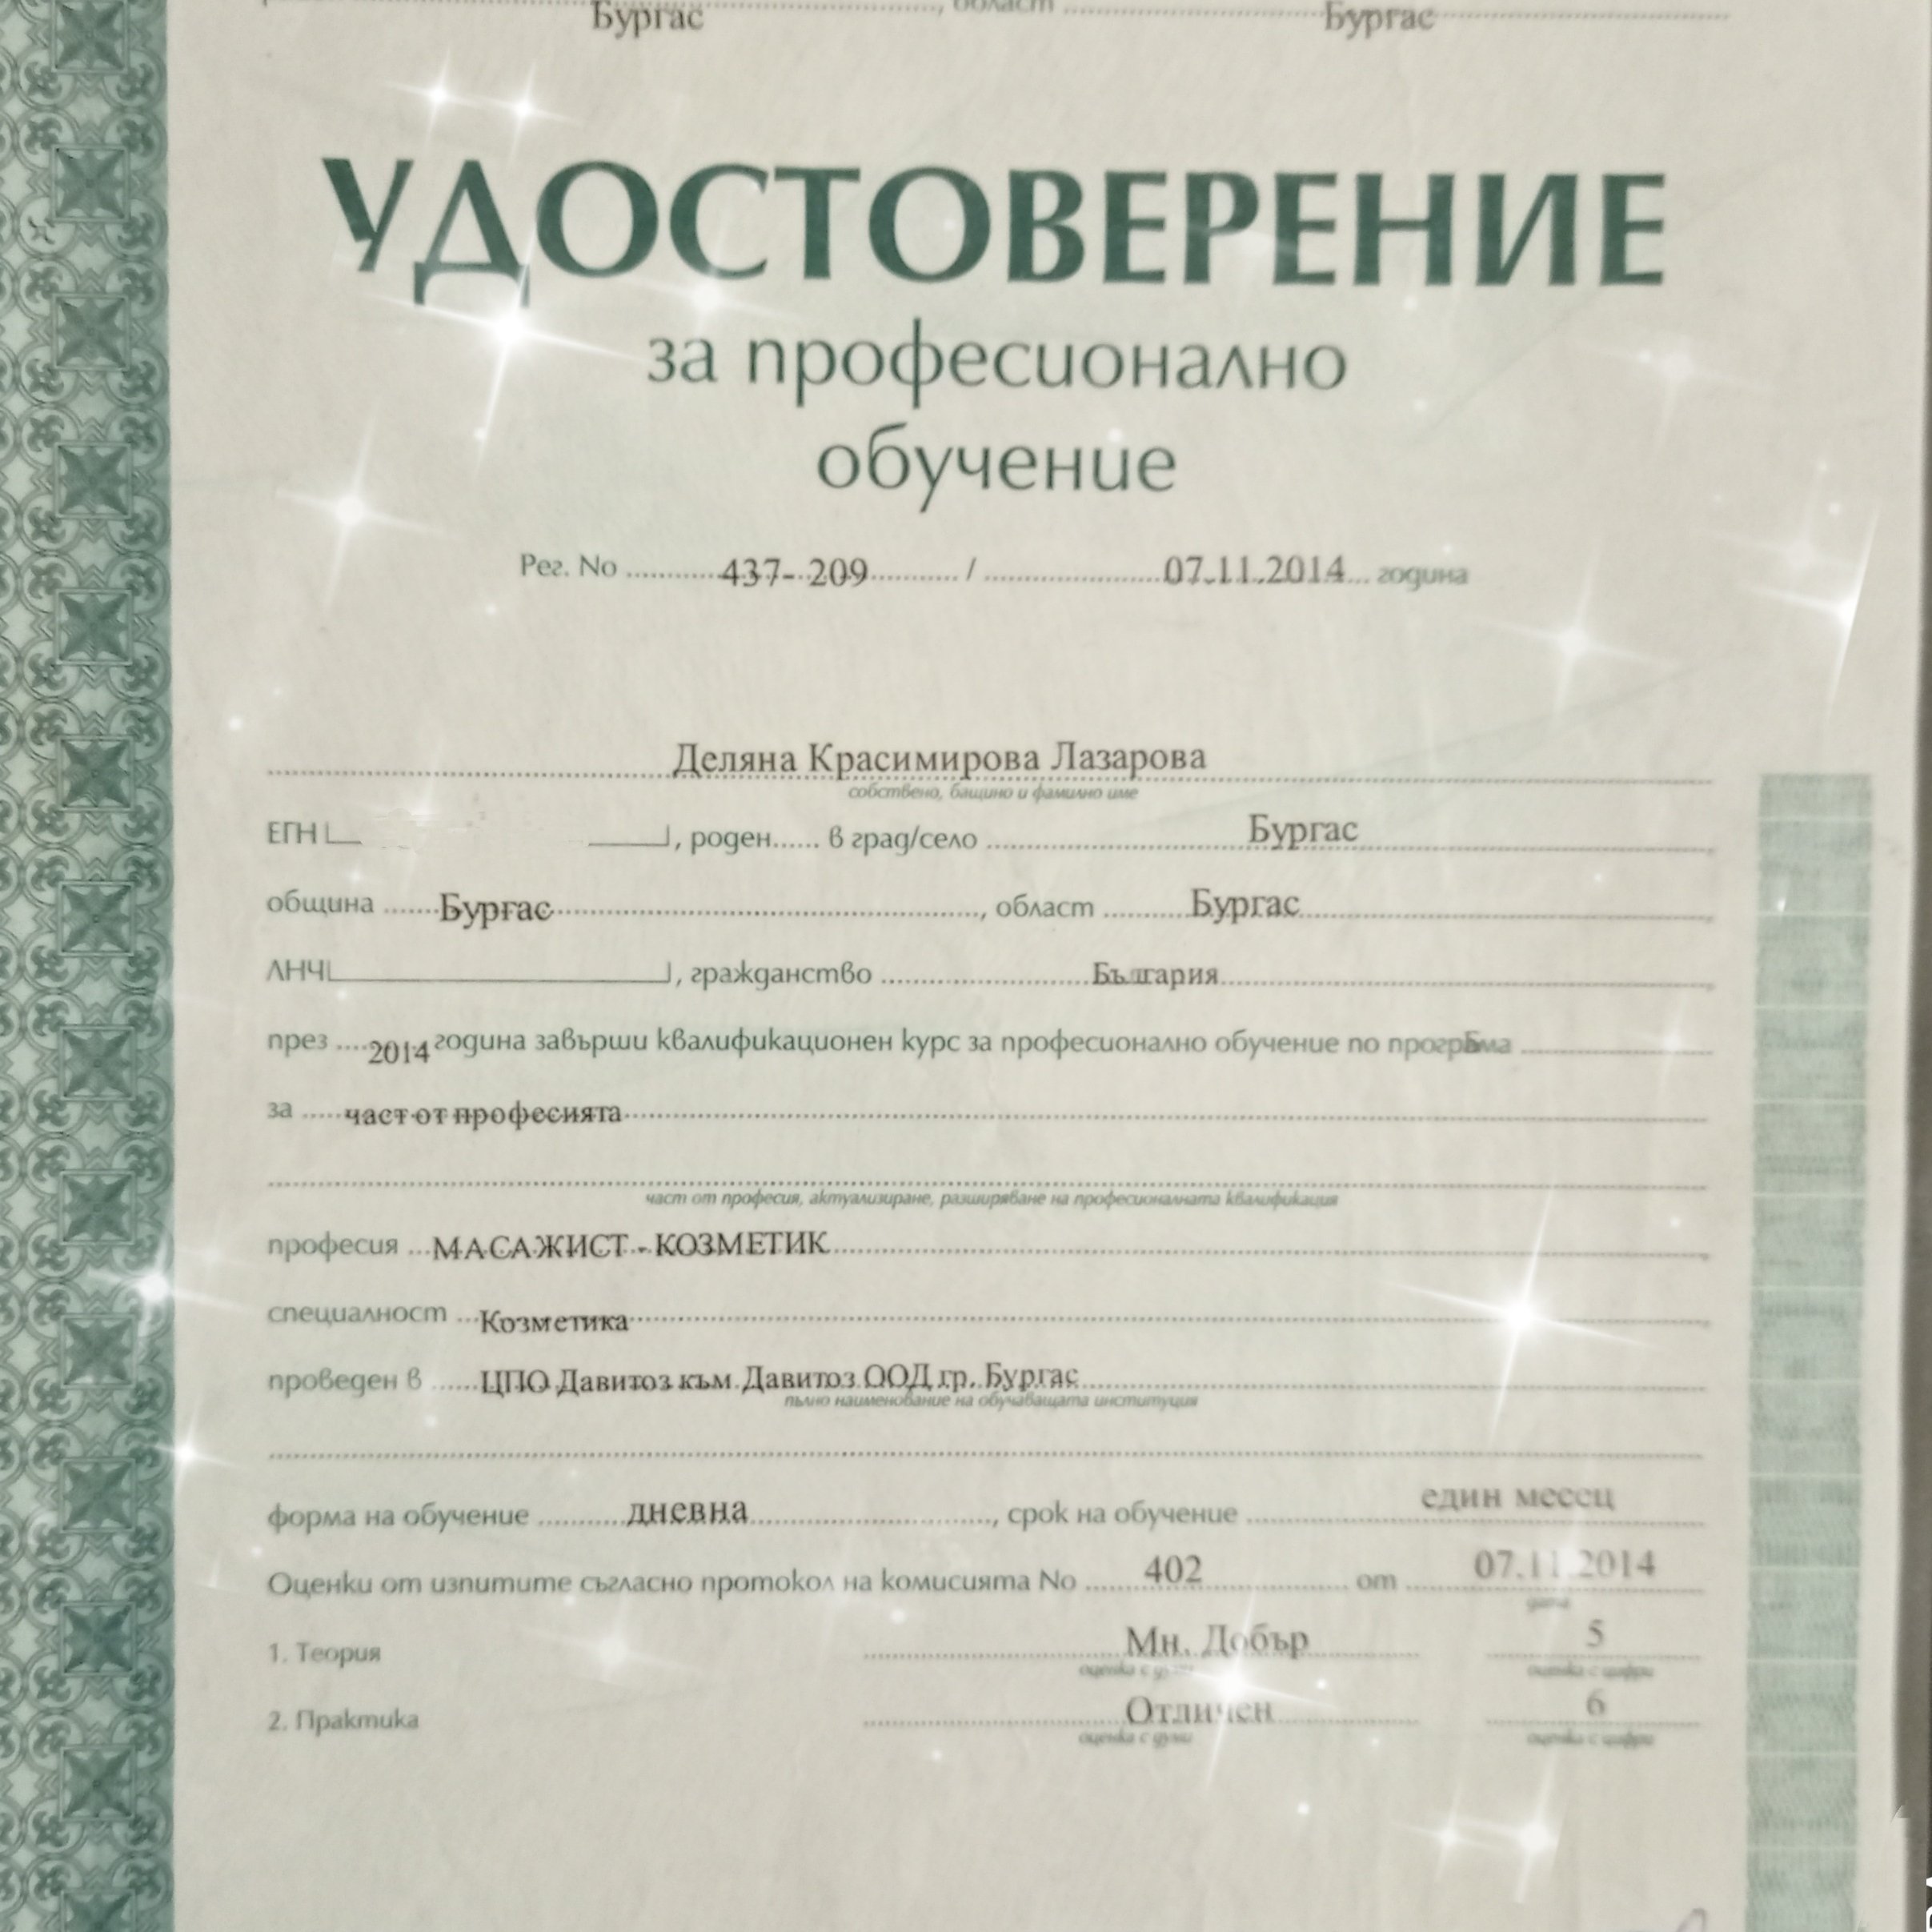 Бургас, област Бургас
УДОСТОВЕРЕНИЕ
за професионално
обучение
Рег. No 437- 209 / 07.11.2014 година
Деляна Красимирова Лазарова
собствено, бащино и фамилно име
ЕГН , роден...... в град/село Бургас
община Бургас, област Бургас
ЛНЧ , гражданство България
през 2014 година завърши квалификационен курс за професионално обучение по програма Б
за част от професията
част от професия, актуализиране, разширяване на професионалната квалификация
професия МАСАЖИСТ - КОЗМЕТИК
специалност Козметика
проведен в ЦПО Давитоз към Давитоз ООД гр. Бургас
пълно наименование на обучаващата институция
форма на обучение дневна, срок на обучение един месец
Оценки от изпитите съгласно протокол на комисията No 402 от 07.11.2014
дата
1. Теория Мн. Добър 5
оценка с думи оценка с цифри
2. Практика Отличен 6
оценка с думи оценка с цифри